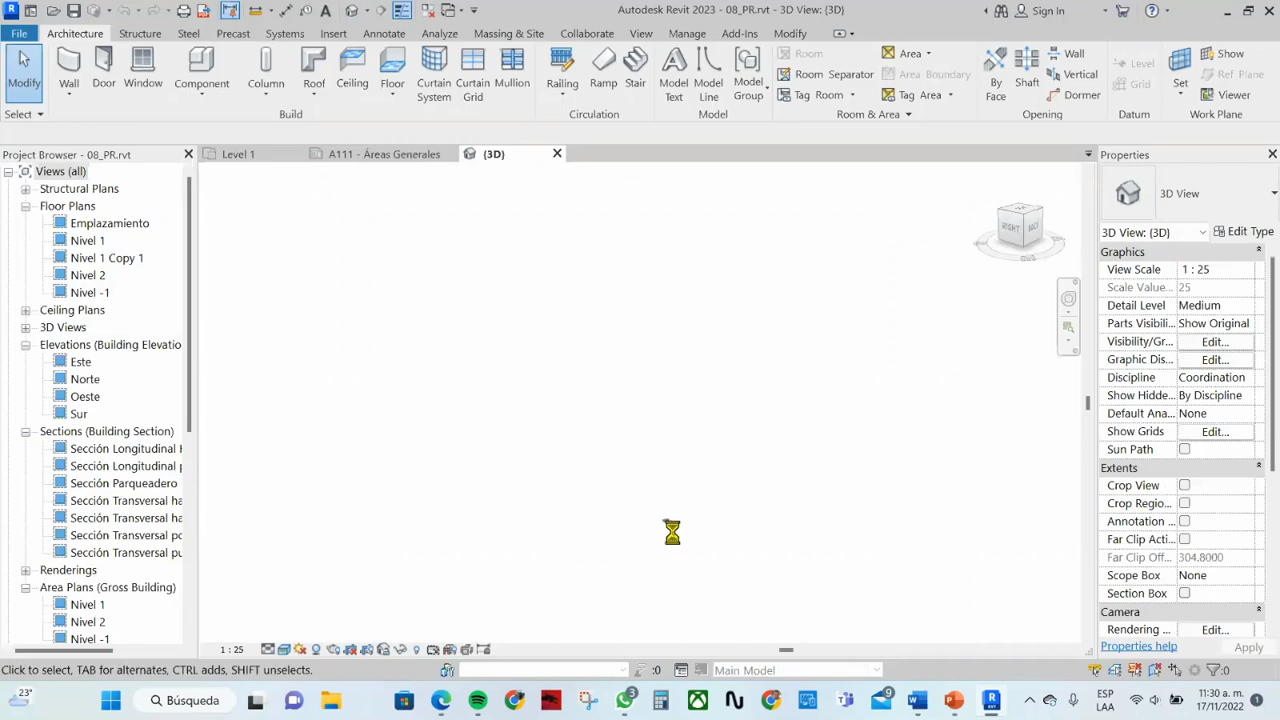 Autodesk Revit 2023 - 08_PR.rvt - 3D View: {3D}
Sign In
File Architecture Structure Steel Precast Systems Insert Annotate Analyze Massing & Site Collaborate View Manage Add-Ins Modify
Modify Wall Door Window Component Column Roof Ceiling Floor Curtain System Curtain Grid Mullion Railing Ramp Stair Model Text Model Line Model Group
Room Room Separator Tag Room Area Area Boundary Tag Area
By Face Shaft Wall Vertical Dormer Level Grid Set Show Ref Plane Viewer
Select Build Circulation Model Room & Area Opening Datum Work Plane
Project Browser - 08_PR.rvt
Level 1 A111 - Áreas Generales {3D}
Properties
Views (all)
Structural Plans
Floor Plans
Emplazamiento
Nivel 1
Nivel 1 Copy 1
Nivel 2
Nivel -1
Ceiling Plans
3D Views
Elevations (Building Elevatio
Este
Norte
Oeste
Sur
Sections (Building Section)
Sección Longitudinal H
Sección Longitudinal p
Sección Parqueadero
Sección Transversal ha
Sección Transversal ha
Sección Transversal po
Sección Transversal pu
Renderings
Area Plans (Gross Building)
Nivel 1
Nivel 2
Nivel -1
RIGHT BACK
3D View
3D View: {3D} Edit Type
Graphics
View Scale 1 : 25
Scale Value... 25
Detail Level Medium
Parts Visibili... Show Original
Visibility/Gr... Edit...
Graphic Dis... Edit...
Discipline Coordination
Show Hidde... By Discipline
Default Ana... None
Show Grids Edit...
Sun Path
Extents
Crop View
Crop Regio...
Annotation ...
Far Clip Acti...
Far Clip Off... 304.8000
Scope Box None
Section Box
Camera
Rendering ... Edit...
Properties help Apply
1 : 25
Click to select, TAB for alternates, CTRL adds, SHIFT unselects.
:0 Main Model :0
23° Búsqueda 3 9 ESP LAA 11:30 a. m. 17/11/2022